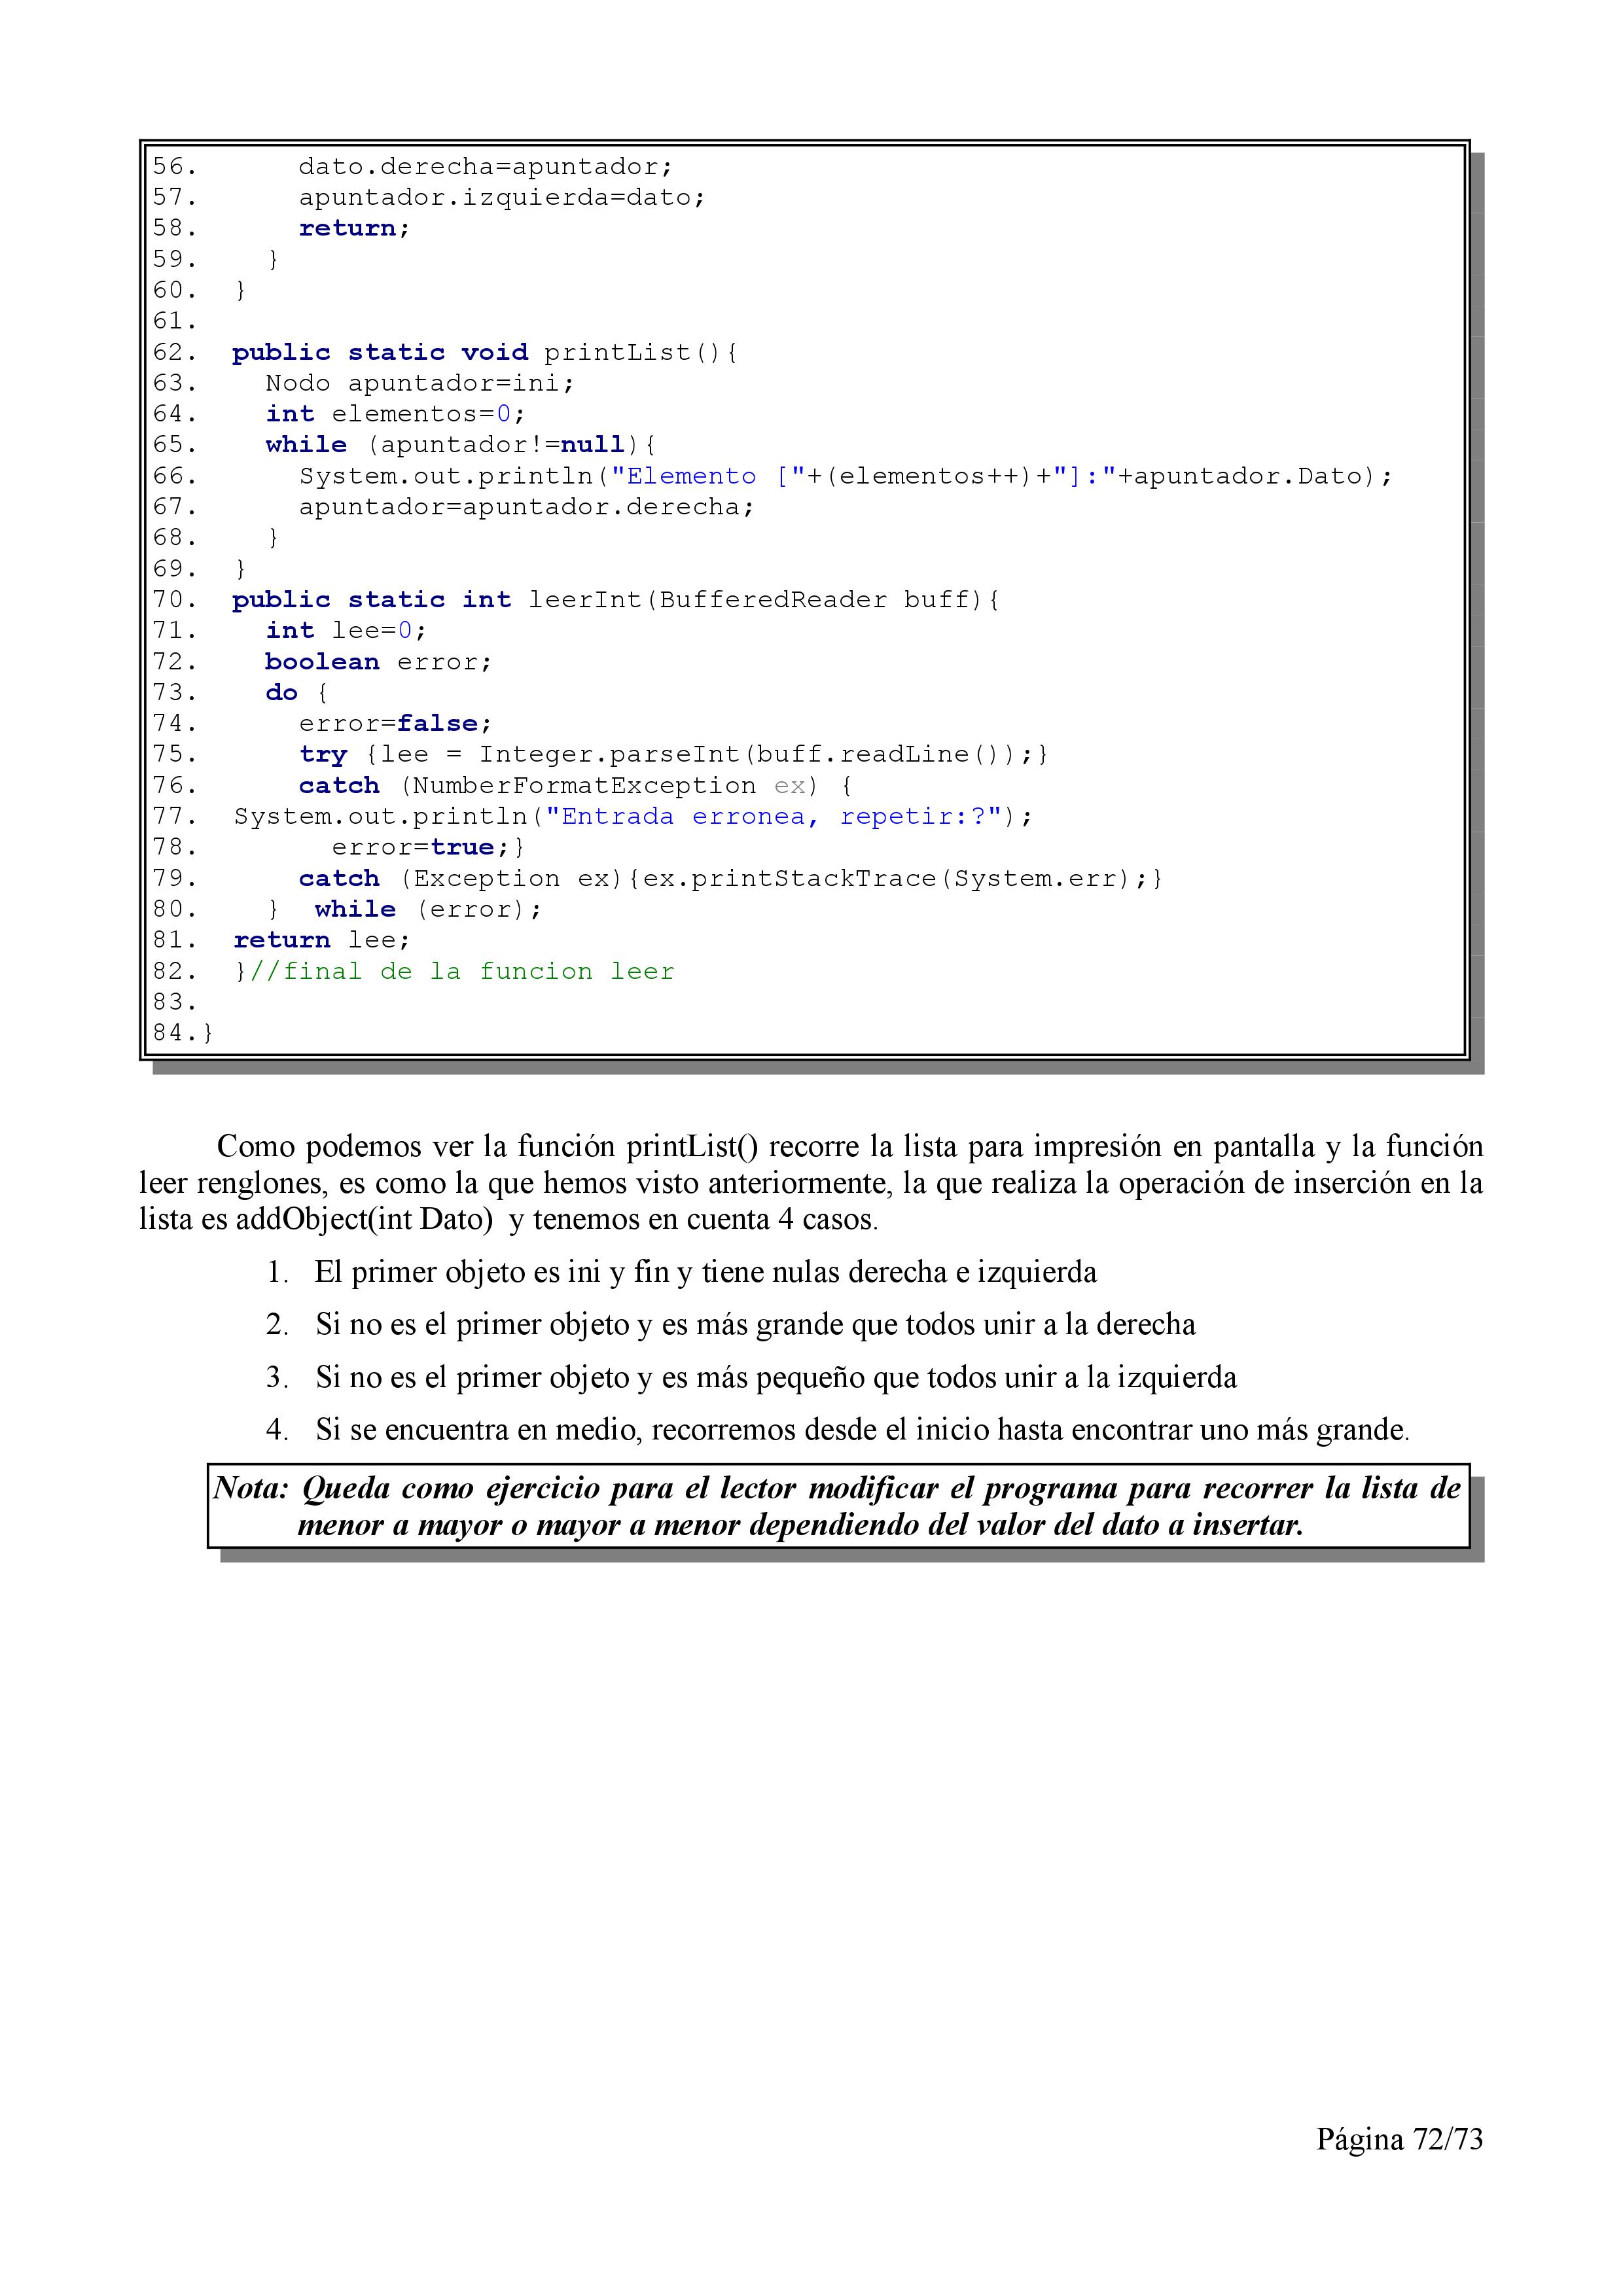 56.      dato.derecha=apuntador;
57.      apuntador.izquierda=dato;
58.      return;
59.    }
60.  }
61.
62.  public static void printList(){
63.    Nodo apuntador=ini;
64.    int elementos=0;
65.    while (apuntador!=null){
66.      System.out.println("Elemento ["+(elementos++)+"]:"+apuntador.Dato);
67.      apuntador=apuntador.derecha;
68.    }
69.  }
70.  public static int leerInt(BufferedReader buff){
71.    int lee=0;
72.    boolean error;
73.    do {
74.      error=false;
75.      try {lee = Integer.parseInt(buff.readLine());}
76.      catch (NumberFormatException ex) {
77.  System.out.println("Entrada erronea, repetir:?");
78.        error=true;}
79.      catch (Exception ex){ex.printStackTrace(System.err);}
80.    }  while (error);
81.  return lee;
82.  }//final de la funcion leer
83.
84.}
Como podemos ver la función printList() recorre la lista para impresión en pantalla y la función
leer renglones, es como la que hemos visto anteriormente, la que realiza la operación de inserción en la
lista es addObject(int Dato)  y tenemos en cuenta 4 casos.
1. El primer objeto es ini y fin y tiene nulas derecha e izquierda
2. Si no es el primer objeto y es más grande que todos unir a la derecha
3. Si no es el primer objeto y es más pequeño que todos unir a la izquierda
4. Si se encuentra en medio, recorremos desde el inicio hasta encontrar uno más grande.
Nota: Queda como ejercicio para el lector modificar el programa para recorrer la lista de
menor a mayor o mayor a menor dependiendo del valor del dato a insertar.
Página 72/73